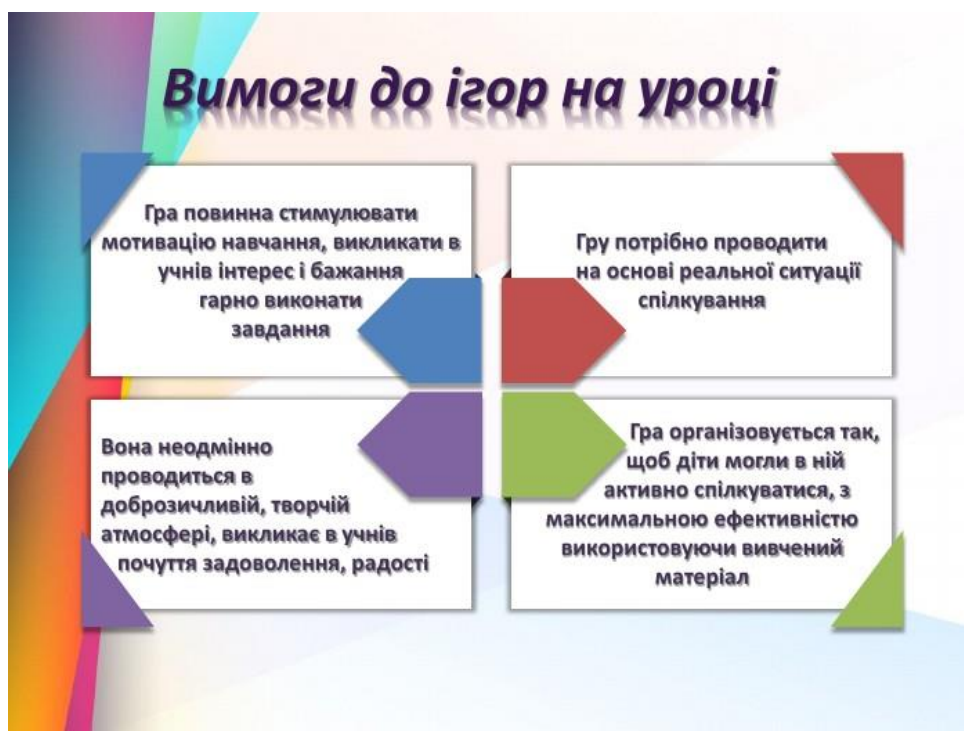 Вимоги до ігор на уроці
Гра повинна стимулювати
мотивацію навчання, викликати в
учнів інтерес і бажання
гарно виконати
завдання
Гру потрібно проводити
на основі реальної ситуації
спілкування
Вона неодмінно
проводиться в
доброзичливій, творчій
атмосфері, викликає в учнів
почуття задоволення, радості
Гра організовується так,
щоб діти могли в ній
активно спілкуватися, з
максимальною ефективністю
використовуючи вивчений
матеріал